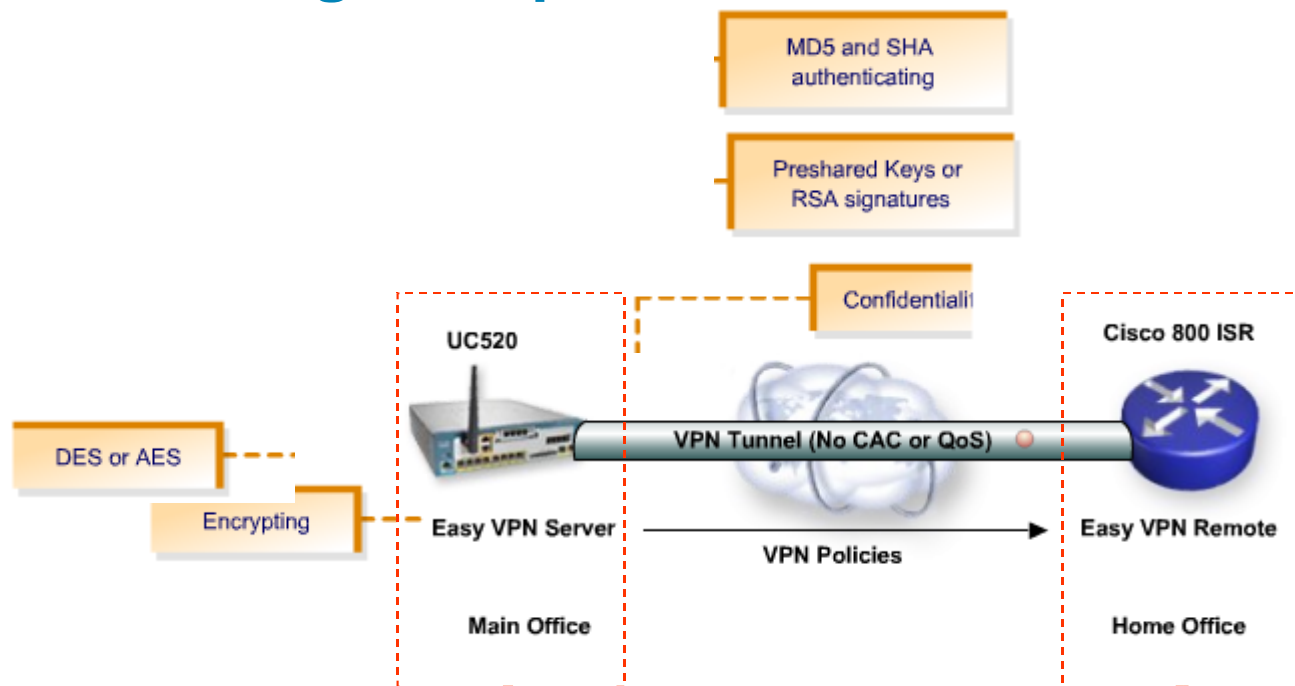 MD5 and SHA
authenticating
Preshared Keys or
RSA signatures
Confidentialit
UC520
Cisco 800 ISR
VPN Tunnel (No CAC or QoS)
DES or AES
Encrypting
Easy VPN Server
Easy VPN Remote
VPN Policies
Main Office
Home Office